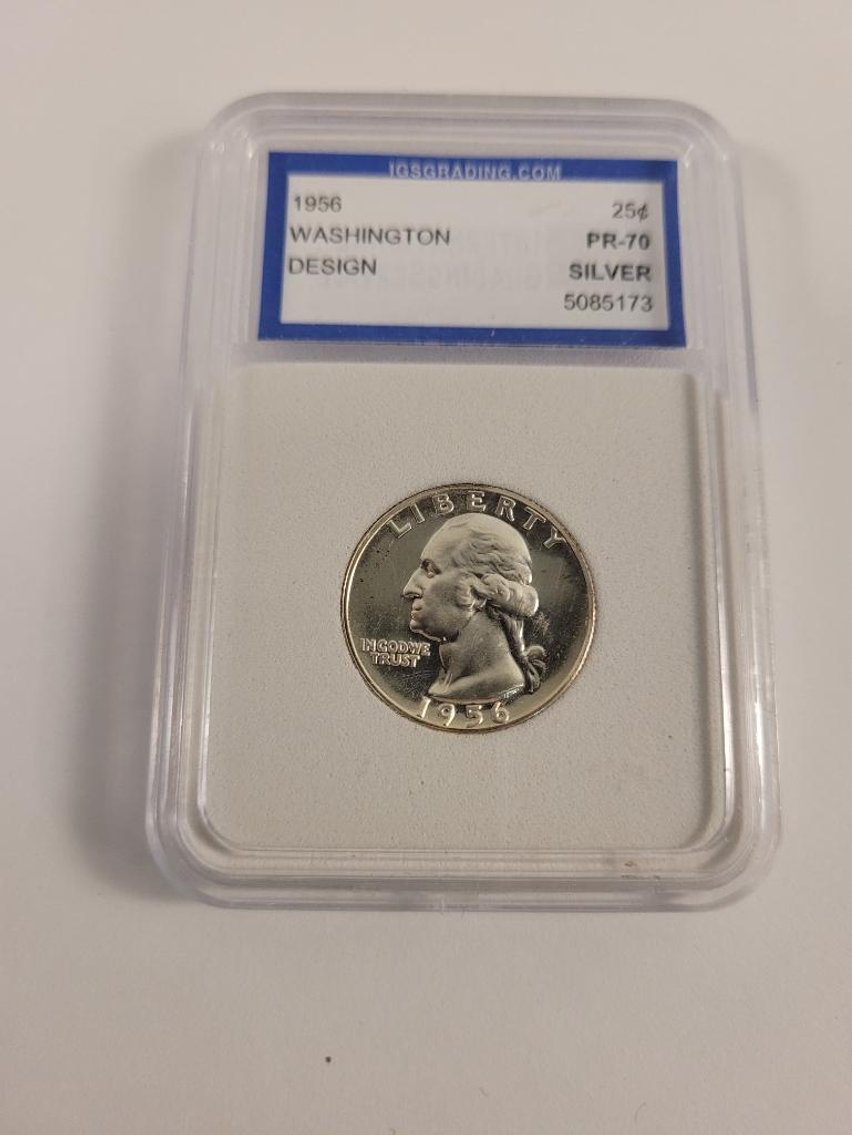 IGSGRADING.COM
1956 25¢
WASHINGTON PR-70
DESIGN SILVER
5085173
LIBERTY
IN GOD WE
TRUST
1956